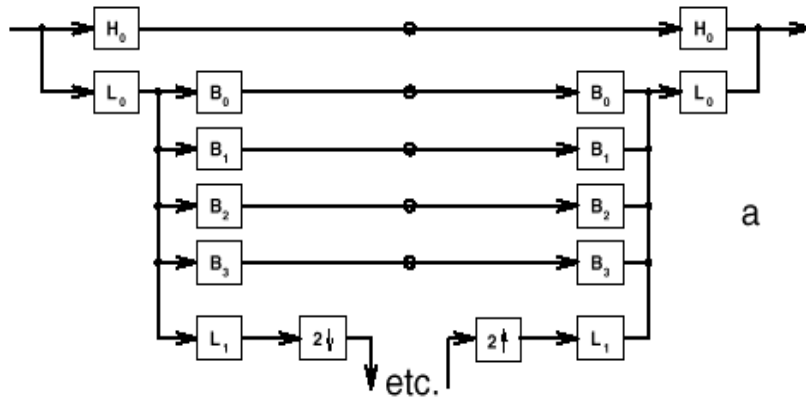 H0 H0
L0 B0 B0 L0
B1 B1
B2 B2
a
B3 B3
L1 2↓ 2↑ L1
etc.